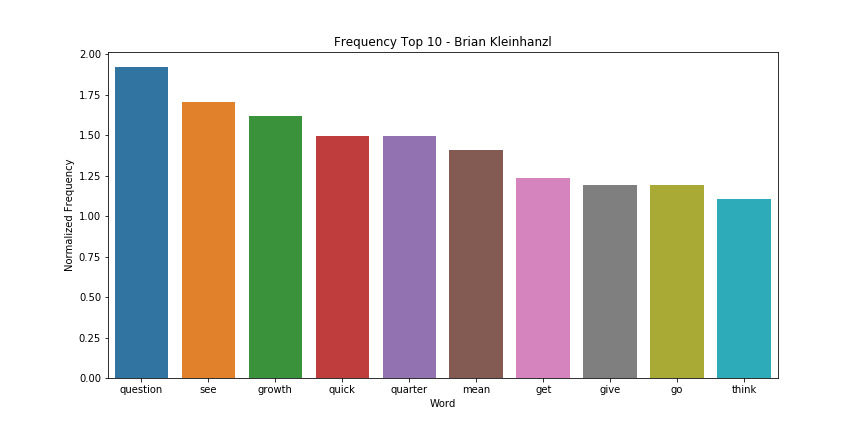 Frequency Top 10 - Brian Kleinhanzl
Normalized Frequency
2.00
1.75
1.50
1.25
1.00
0.75
0.50
0.25
0.00
question see growth quick quarter mean get give go think
Word